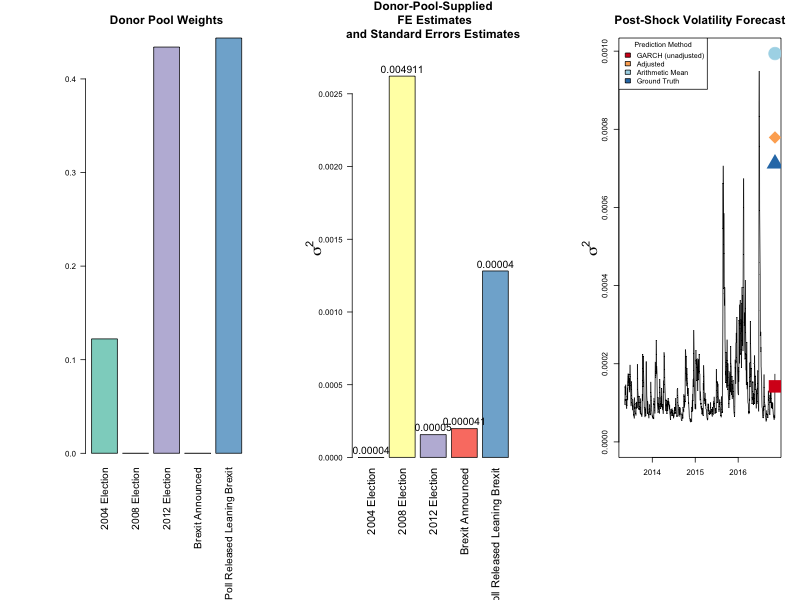 Donor Pool Weights
0.4
0.3
0.2
0.1
0.0
2004 Election
2008 Election
2012 Election
Brexit Announced
Poll Released Leaning Brexit
Donor-Pool-Supplied
FE Estimates
and Standard Errors Estimates
σ²
0.0025
0.0020
0.0015
0.0010
0.0005
0.0000
0.00004
0.004911
0.00005
0.000041
0.00004
2004 Election
2008 Election
2012 Election
Brexit Announced
oll Released Leaning Brexit
Post-Shock Volatility Forecast
σ²
0.0010
0.0008
0.0006
0.0004
0.0002
0.0000
Prediction Method
GARCH (unadjusted)
Adjusted
Arithmetic Mean
Ground Truth
2014
2015
2016